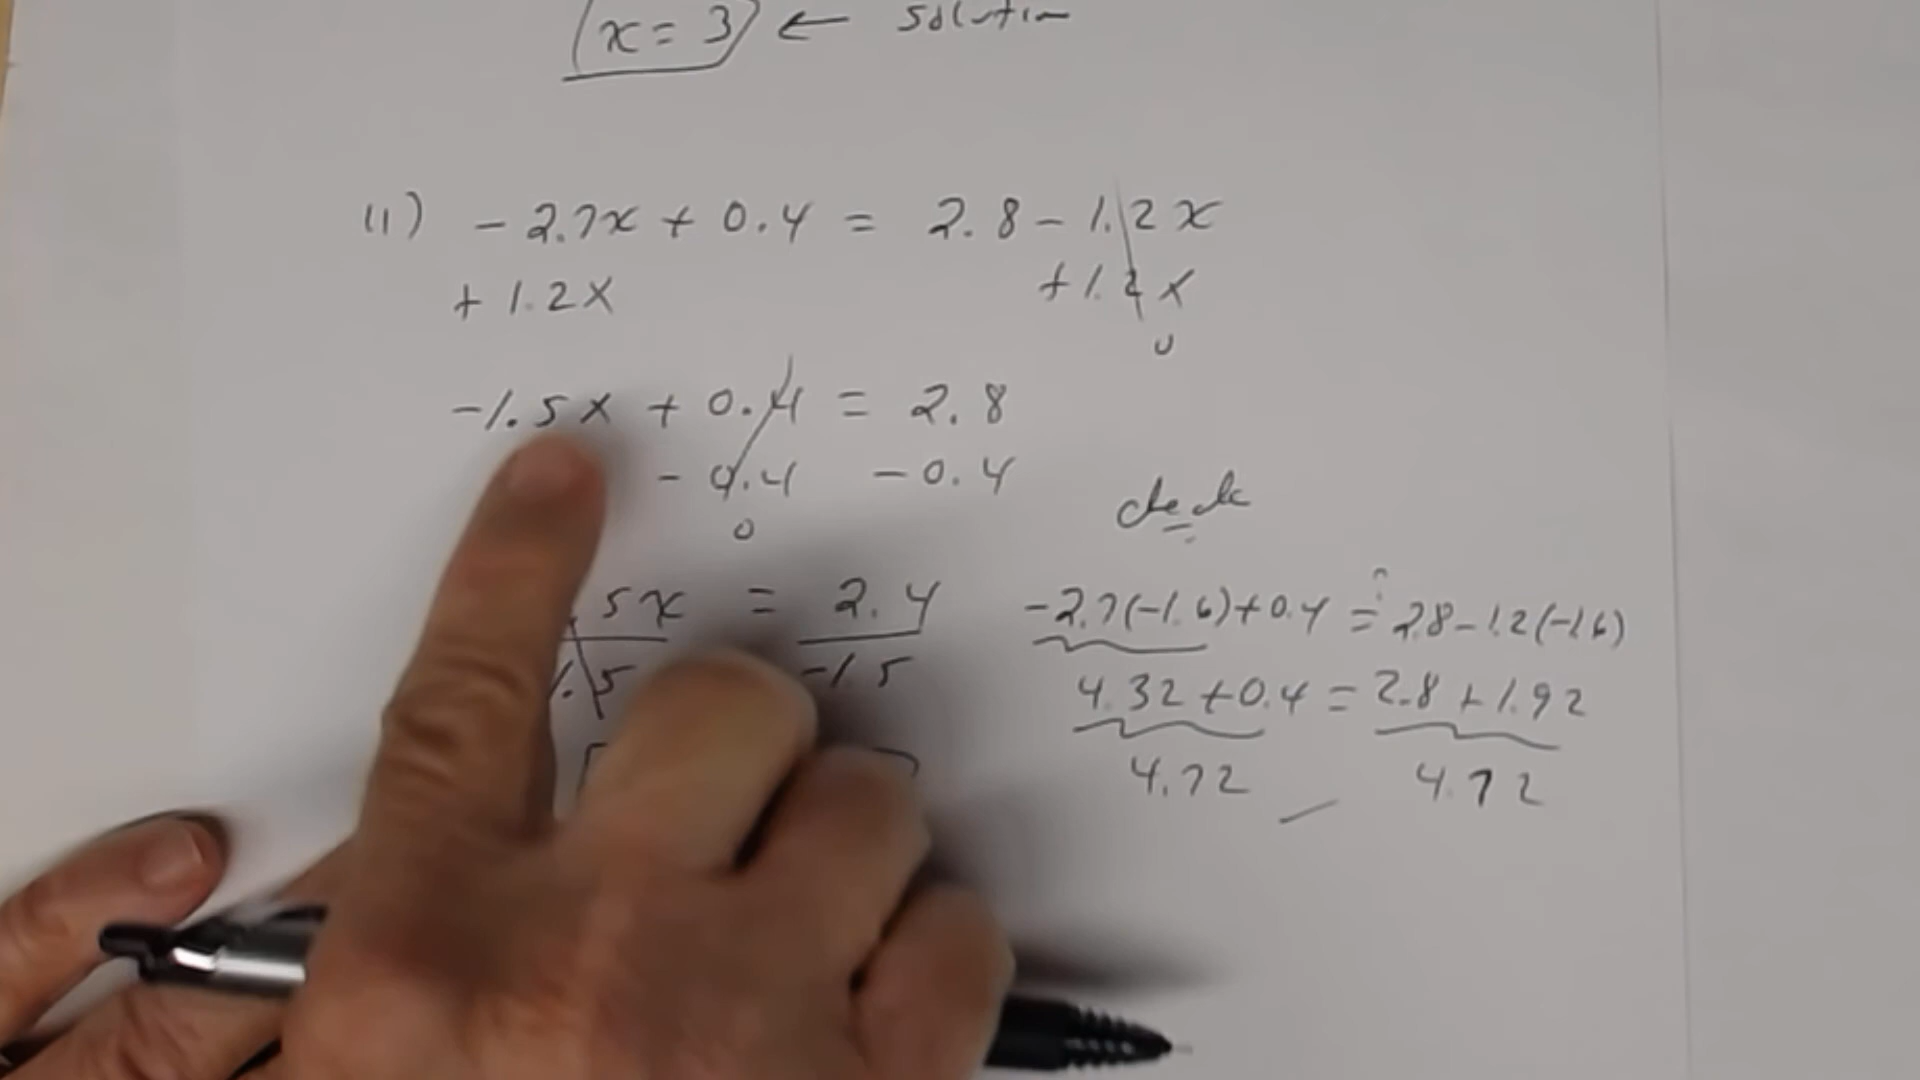 x = 3 ← solution
11) -2.7x + 0.4 = 2.8 - 1.2x
+ 1.2x + 1.2x
0
-1.5x + 0.4 = 2.8
- 0.4 - 0.4
0
check
5x = 2.4
1.5 -1.5
-2.7(-1.6)+0.4 = 2.8-1.2(-1.6)
?
4.32+0.4 = 2.8+1.92
4.72 4.72